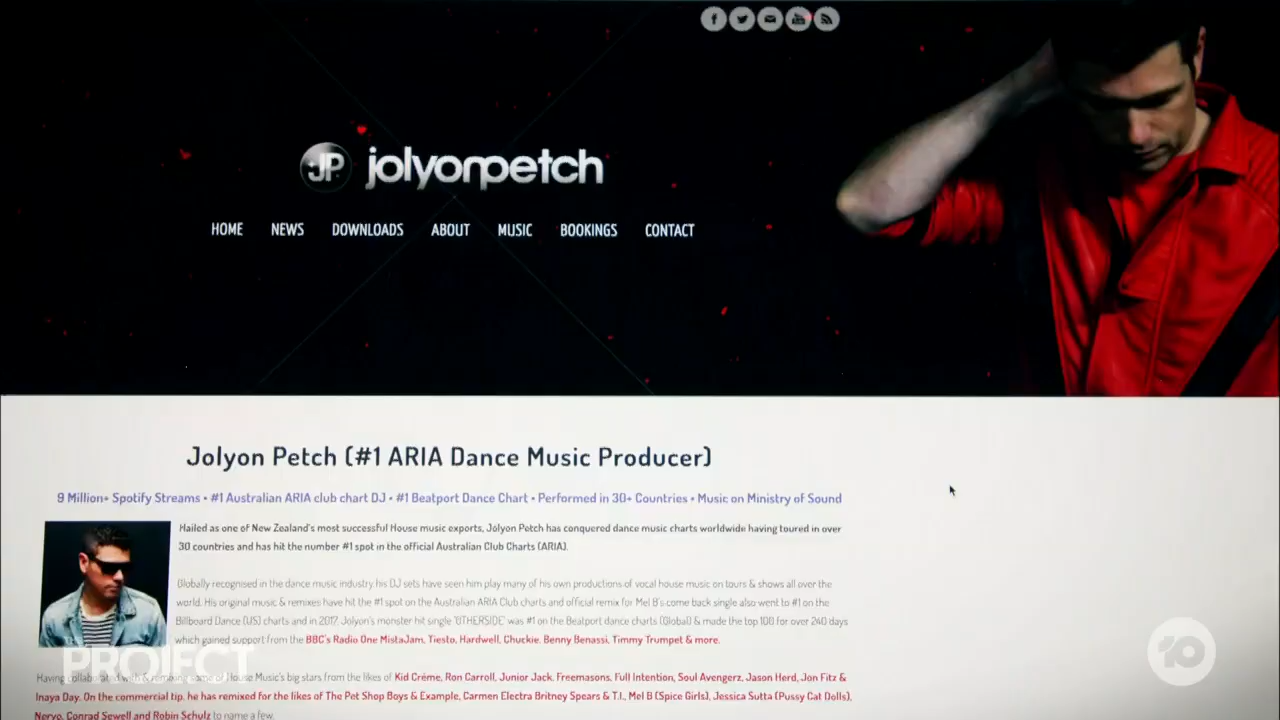 JP jolyonpetch
HOME NEWS DOWNLOADS ABOUT MUSIC BOOKINGS CONTACT
Jolyon Petch (#1 ARIA Dance Music Producer)
9 Million+ Spotify Streams • #1 Australian ARIA club chart DJ • #1 Beatport Dance Chart • Performed in 30+ Countries • Music on Ministry of Sound
Hailed as one of New Zealand's most successful House music exports, Jolyon Petch has conquered dance music charts worldwide having toured in over
30 countries and has hit the number #1 spot in the official Australian Club Charts (ARIA).
Globally recognised in the dance music industry his DJ sets have seen him play many of his own productions of vocal house music on tours & shows all over the
world. His original music & remixes have hit the #1 spot on the Australian ARIA Club charts and official remix for Mel B's come back single also went to #1 on the
Billboard Dance (US) charts and in 2017, Jolyon's monster hit single 'OTHERSIDE' was #1 on the Beatport dance charts (Global) & made the top 100 for over 240 days
which gained support from the BBC's Radio One MistaJam, Tiesto, Hardwell, Chuckie, Benny Benassi, Timmy Trumpet & more.
THE PROJECT
10
Having collaborated with & remixed some of House Music's big stars from the likes of Kid Créme, Ron Carroll, Junior Jack, Freemasons, Full Intention, Soul Avengerz, Jason Herd, Jon Fitz &
Inaya Day. On the commercial tip, he has remixed for the likes of The Pet Shop Boys & Example, Carmen Electra Britney Spears & T.I., Mel B (Spice Girls), Jessica Sutta (Pussy Cat Dolls),
Nervo, Conrad Sewell and Robin Schulz to name a few.